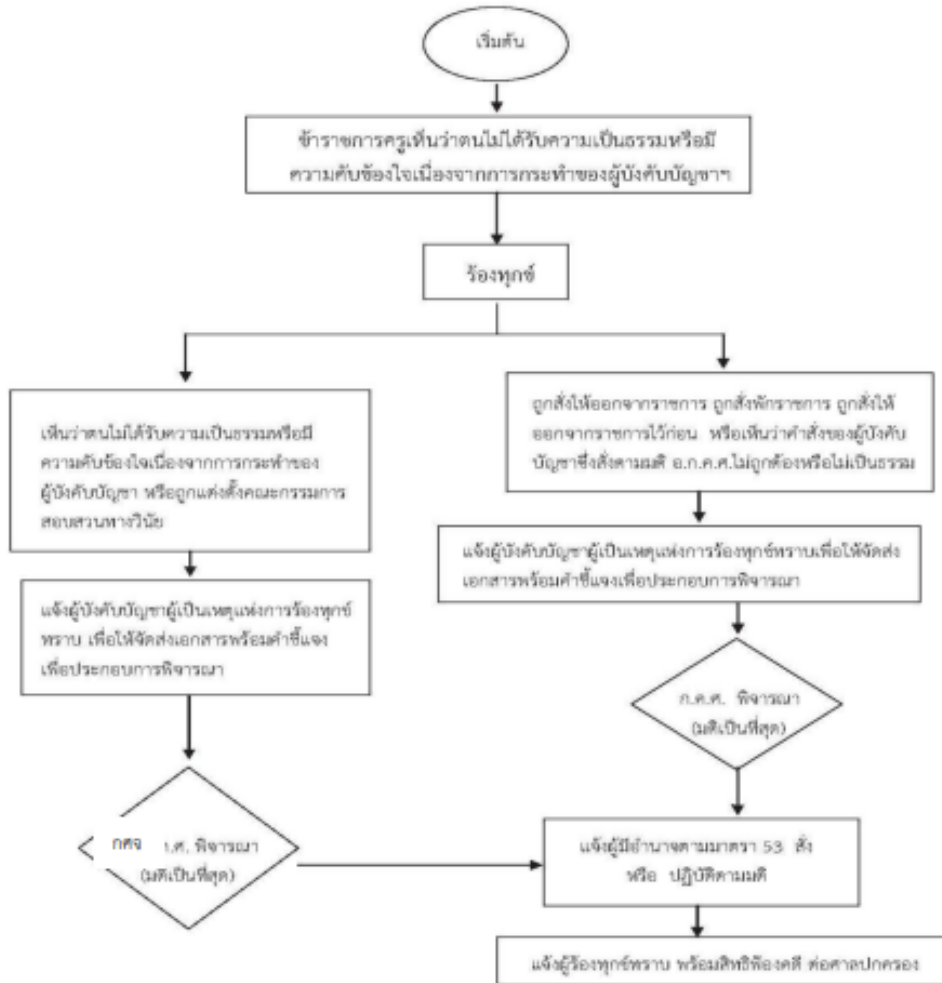 เริ่มต้น
ข้าราชการครูเห็นว่าตนไม่ได้รับความเป็นธรรมหรือมี
ความคับข้องใจเนื่องจากการกระทำของผู้บังคับบัญชาฯ
ร้องทุกข์
เห็นว่าตนไม่ได้รับความเป็นธรรมหรือมี
ความคับข้องใจเนื่องจากการกระทำของ
ผู้บังคับบัญชา หรือถูกแต่งตั้งคณะกรรมการ
สอบสวนทางวินัย
แจ้งผู้บังคับบัญชาผู้เป็นเหตุแห่งการร้องทุกข์
ทราบ เพื่อให้จัดส่งเอกสารพร้อมคำชี้แจง
เพื่อประกอบการพิจารณา
กศจ ค.ศ. พิจารณา
(มติเป็นที่สุด)
ถูกสั่งให้ออกจากราชการ ถูกสั่งพักราชการ ถูกสั่งให้
ออกจากราชการไว้ก่อน หรือเห็นว่าคำสั่งของผู้บังคับ
บัญชาซึ่งสั่งตามมติ อ.ก.ค.ศ.ไม่ถูกต้องหรือไม่เป็นธรรม
แจ้งผู้บังคับบัญชาผู้เป็นเหตุแห่งการร้องทุกข์ทราบเพื่อให้จัดส่ง
เอกสารพร้อมคำชี้แจงเพื่อประกอบการพิจารณา
ก.ค.ศ. พิจารณา
(มติเป็นที่สุด)
แจ้งผู้มีอำนาจตามมาตรา 53 สั่ง
หรือ ปฏิบัติตามมติ
แจ้งผู้ร้องทุกข์ทราบ พร้อมสิทธิฟ้องคดี ต่อศาลปกครอง